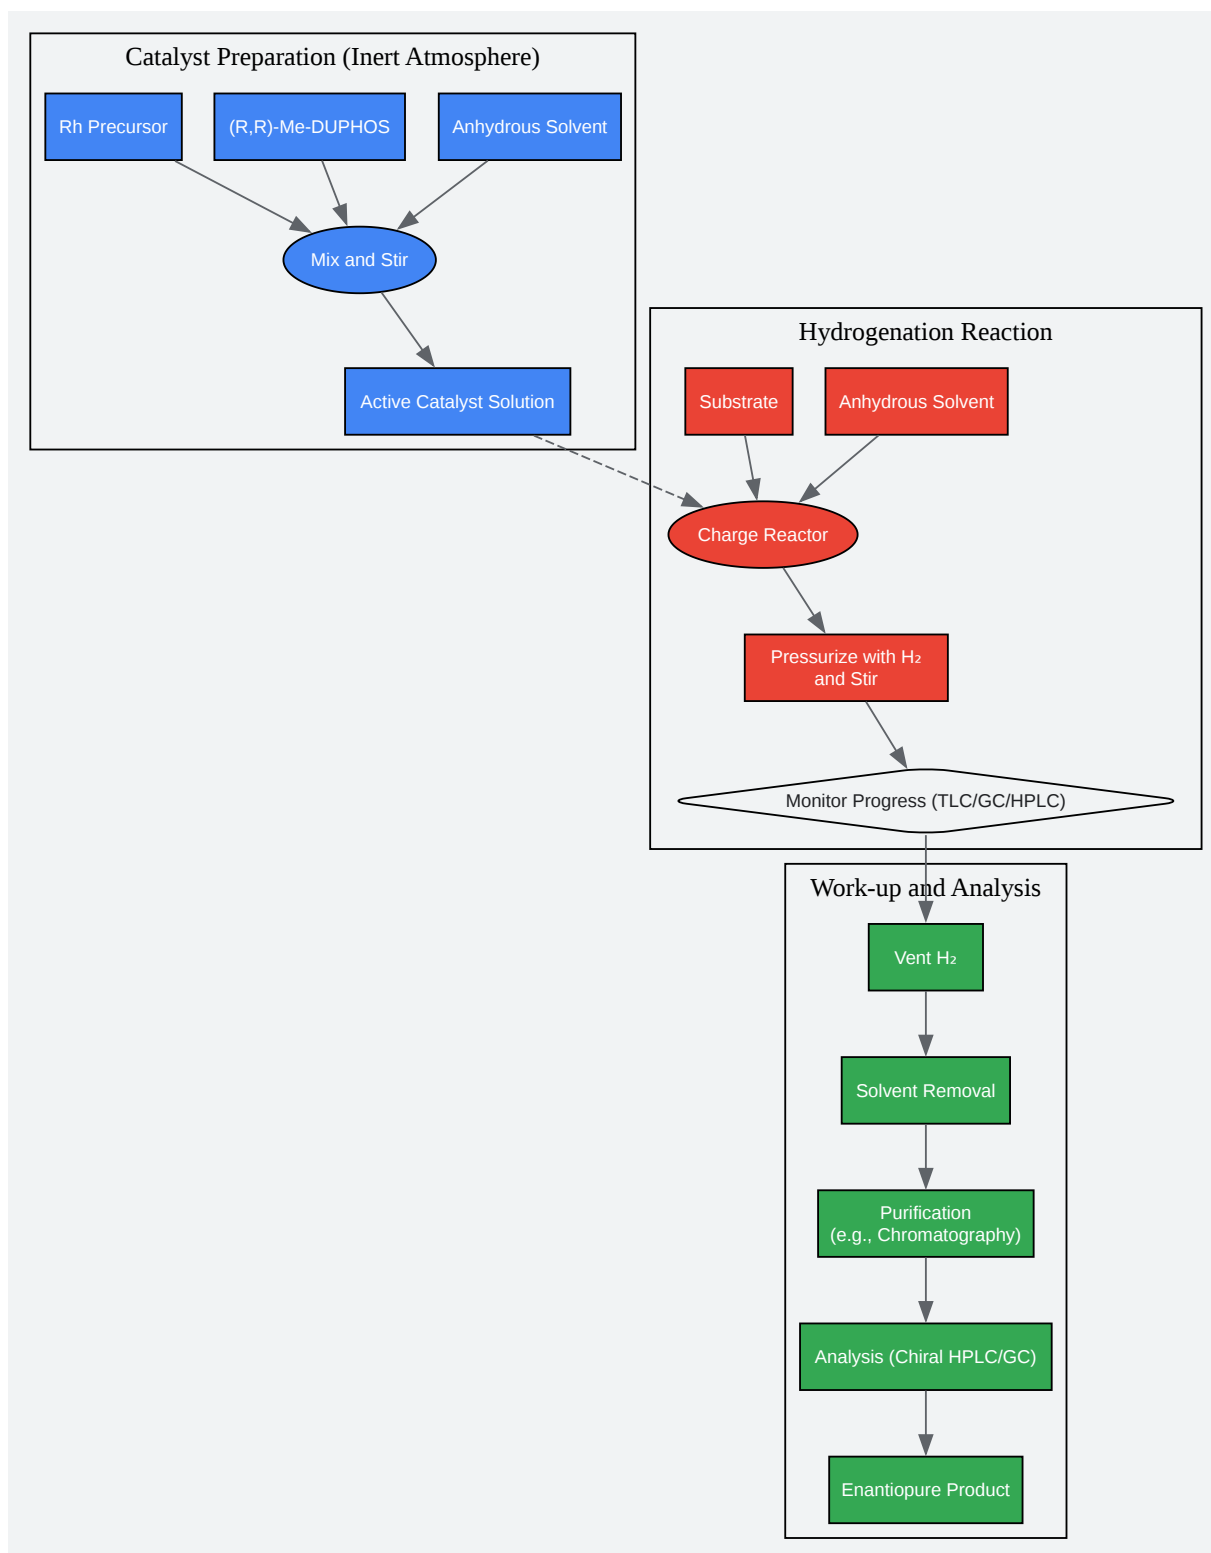 Catalyst Preparation (Inert Atmosphere)
Rh Precursor
(R,R)-Me-DUPHOS
Anhydrous Solvent
Mix and Stir
Active Catalyst Solution
Hydrogenation Reaction
Substrate
Anhydrous Solvent
Charge Reactor
Pressurize with H₂
and Stir
Monitor Progress (TLC/GC/HPLC)
Work-up and Analysis
Vent H₂
Solvent Removal
Purification
(e.g., Chromatography)
Analysis (Chiral HPLC/GC)
Enantiopure Product